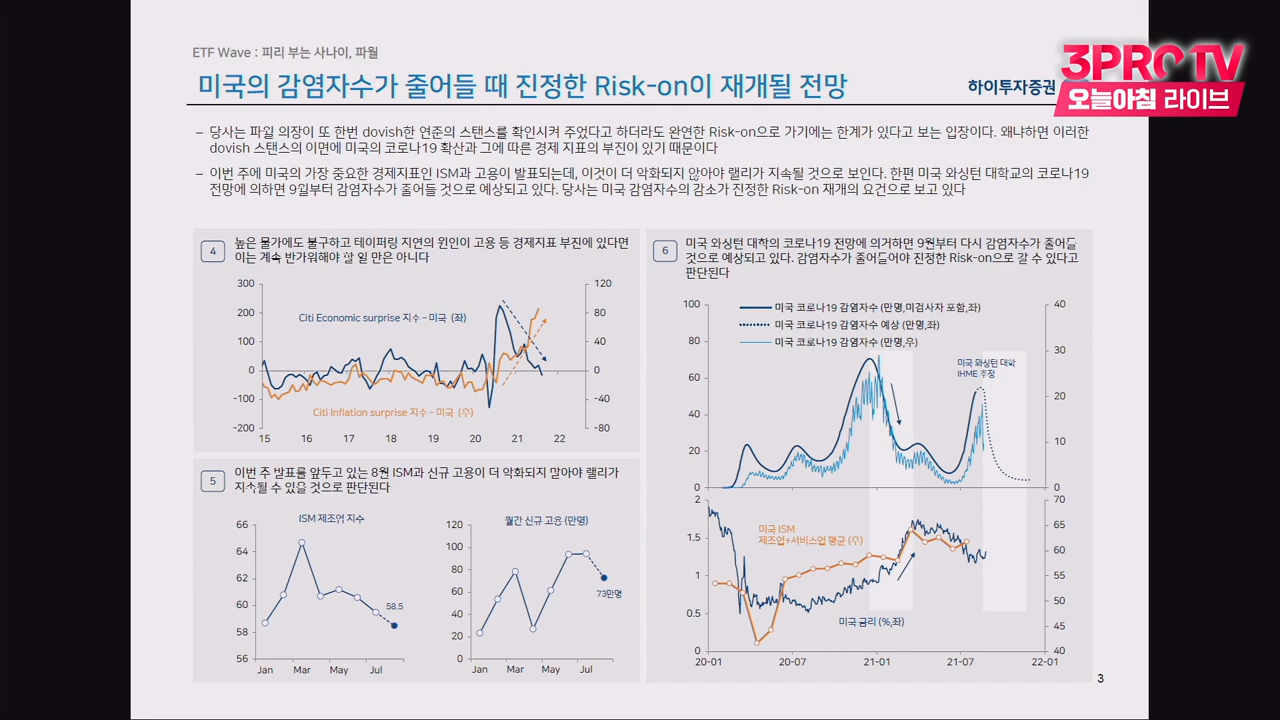 ETF Wave : 피리 부는 사나이, 파월
미국의 감염자수가 줄어들 때 진정한 Risk-on이 재개될 전망
하이투자증권
3PRO TV
오늘아침 라이브
– 당사는 파월 의장이 또 한번 dovish한 연준의 스탠스를 확인시켜 주었다고 하더라도 완연한 Risk-on으로 가기에는 한계가 있다고 보는 입장이다. 왜냐하면 이러한
dovish 스탠스의 이면에 미국의 코로나19 확산과 그에 따른 경제 지표의 부진이 있기 때문이다
– 이번 주에 미국의 가장 중요한 경제지표인 ISM과 고용이 발표되는데, 이것이 더 악화되지 않아야 랠리가 지속될 것으로 보인다. 한편 미국 와싱턴 대학교의 코로나19
전망에 의하면 9월부터 감염자수가 줄어들 것으로 예상되고 있다. 당사는 미국 감염자수의 감소가 진정한 Risk-on 재개의 요건으로 보고 있다
4
높은 물가에도 불구하고 테이퍼링 지연의 원인이 고용 등 경제지표 부진에 있다면
이는 계속 반가워해야 할 일 만은 아니다
300
200
100
0
-100
-200
120
80
40
0
-40
-80
Citi Economic surprise 지수 - 미국 (좌)
Citi Inflation surprise 지수 - 미국 (우)
15 16 17 18 19 20 21 22
5
이번 주 발표를 앞두고 있는 8월 ISM과 신규 고용이 더 악화되지 말아야 랠리가
지속될 수 있을 것으로 판단된다
ISM 제조업 지수
66
64
62
60
58
56
58.5
Jan Mar May Jul
월간 신규 고용 (만명)
120
100
80
60
40
20
0
73만명
Jan Mar May Jul
6
미국 와싱턴 대학의 코로나19 전망에 의거하면 9월부터 다시 감염자수가 줄어들
것으로 예상되고 있다. 감염자수가 줄어들어야 진정한 Risk-on으로 갈 수 있다고
판단된다
100
80
60
40
20
0
40
30
20
10
0
미국 코로나19 감염자수 (만명,미검사자 포함,좌)
미국 코로나19 감염자수 예상 (만명,좌)
미국 코로나19 감염자수 (만명,우)
미국 와싱턴 대학
IHME 추정
2
1.5
1
0.5
0
70
65
60
55
50
45
40
미국 ISM
제조업+서비스업 평균 (우)
미국 금리 (%,좌)
20-01 20-07 21-01 21-07 22-01
3